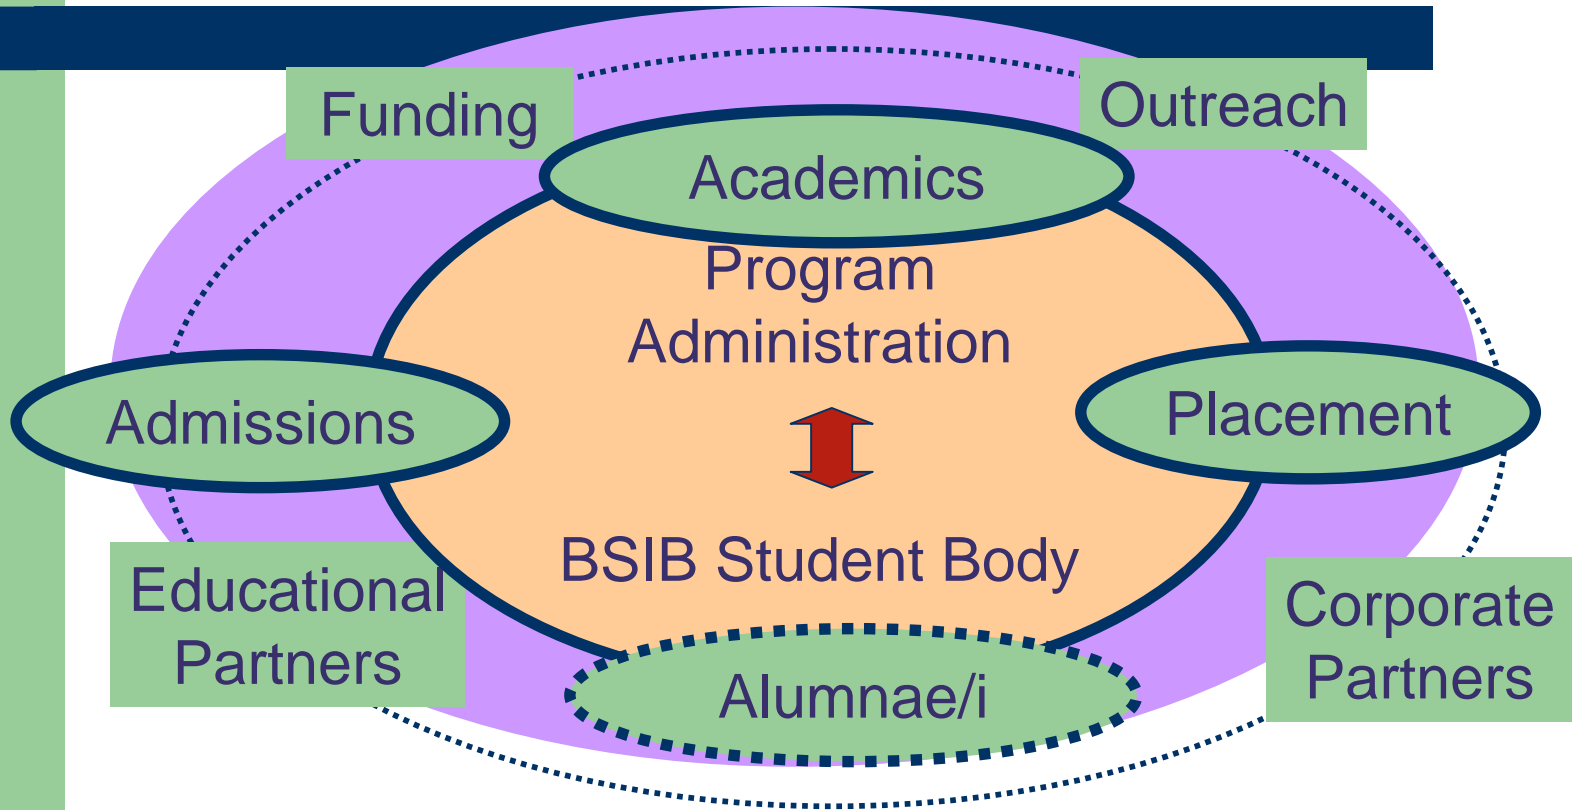 Funding
Outreach
Academics
Program
Administration
Admissions
Placement
BSIB Student Body
Educational
Partners
Corporate
Partners
Alumnae/i